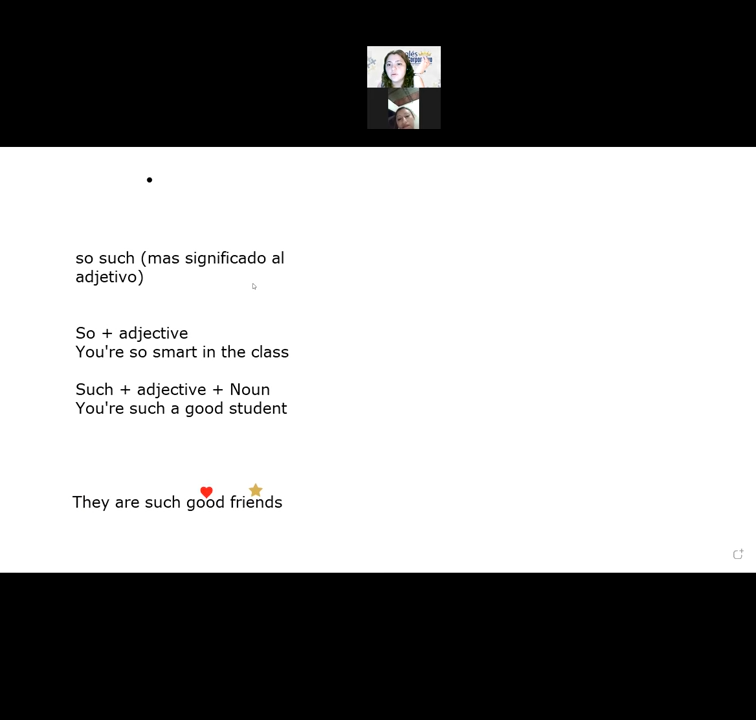 so such (mas significado al
adjetivo)
So + adjective
You're so smart in the class
Such + adjective + Noun
You're such a good student
They are such good friends